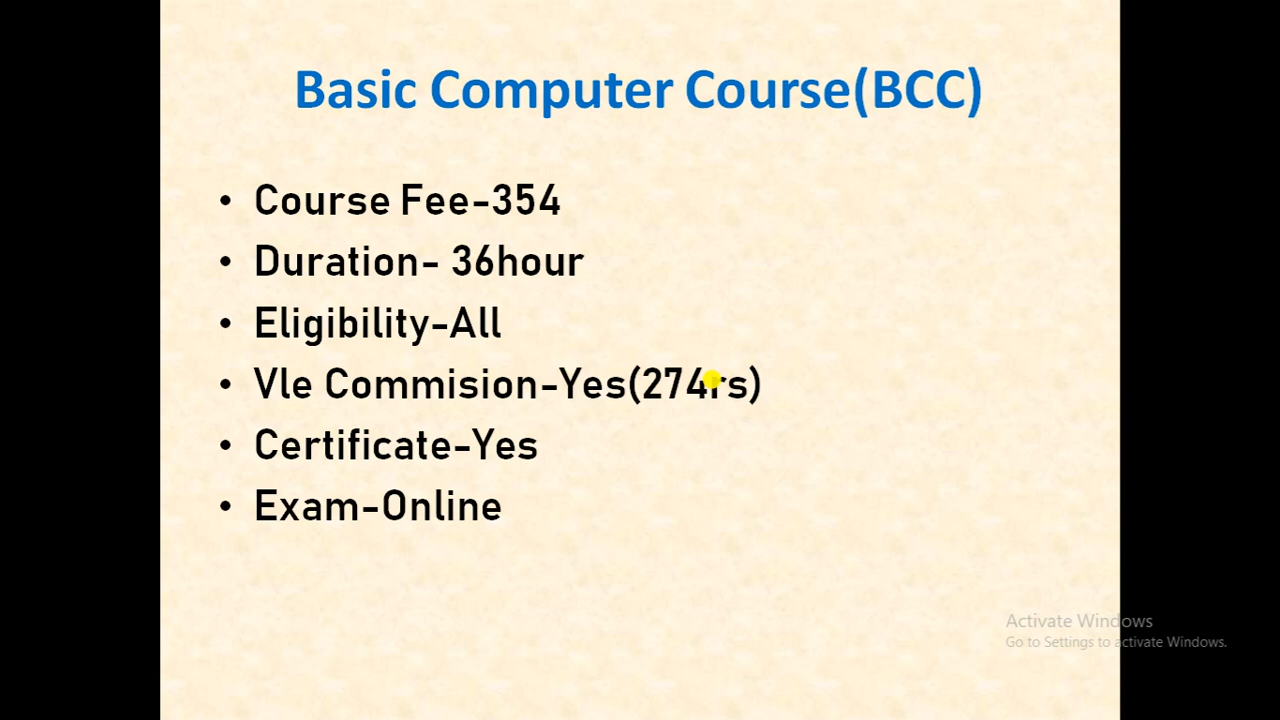 Basic Computer Course(BCC)
• Course Fee-354
• Duration- 36hour
• Eligibility-All
• Vle Commision-Yes(274rs)
• Certificate-Yes
• Exam-Online
Activate Windows
Go to Settings to activate Windows.